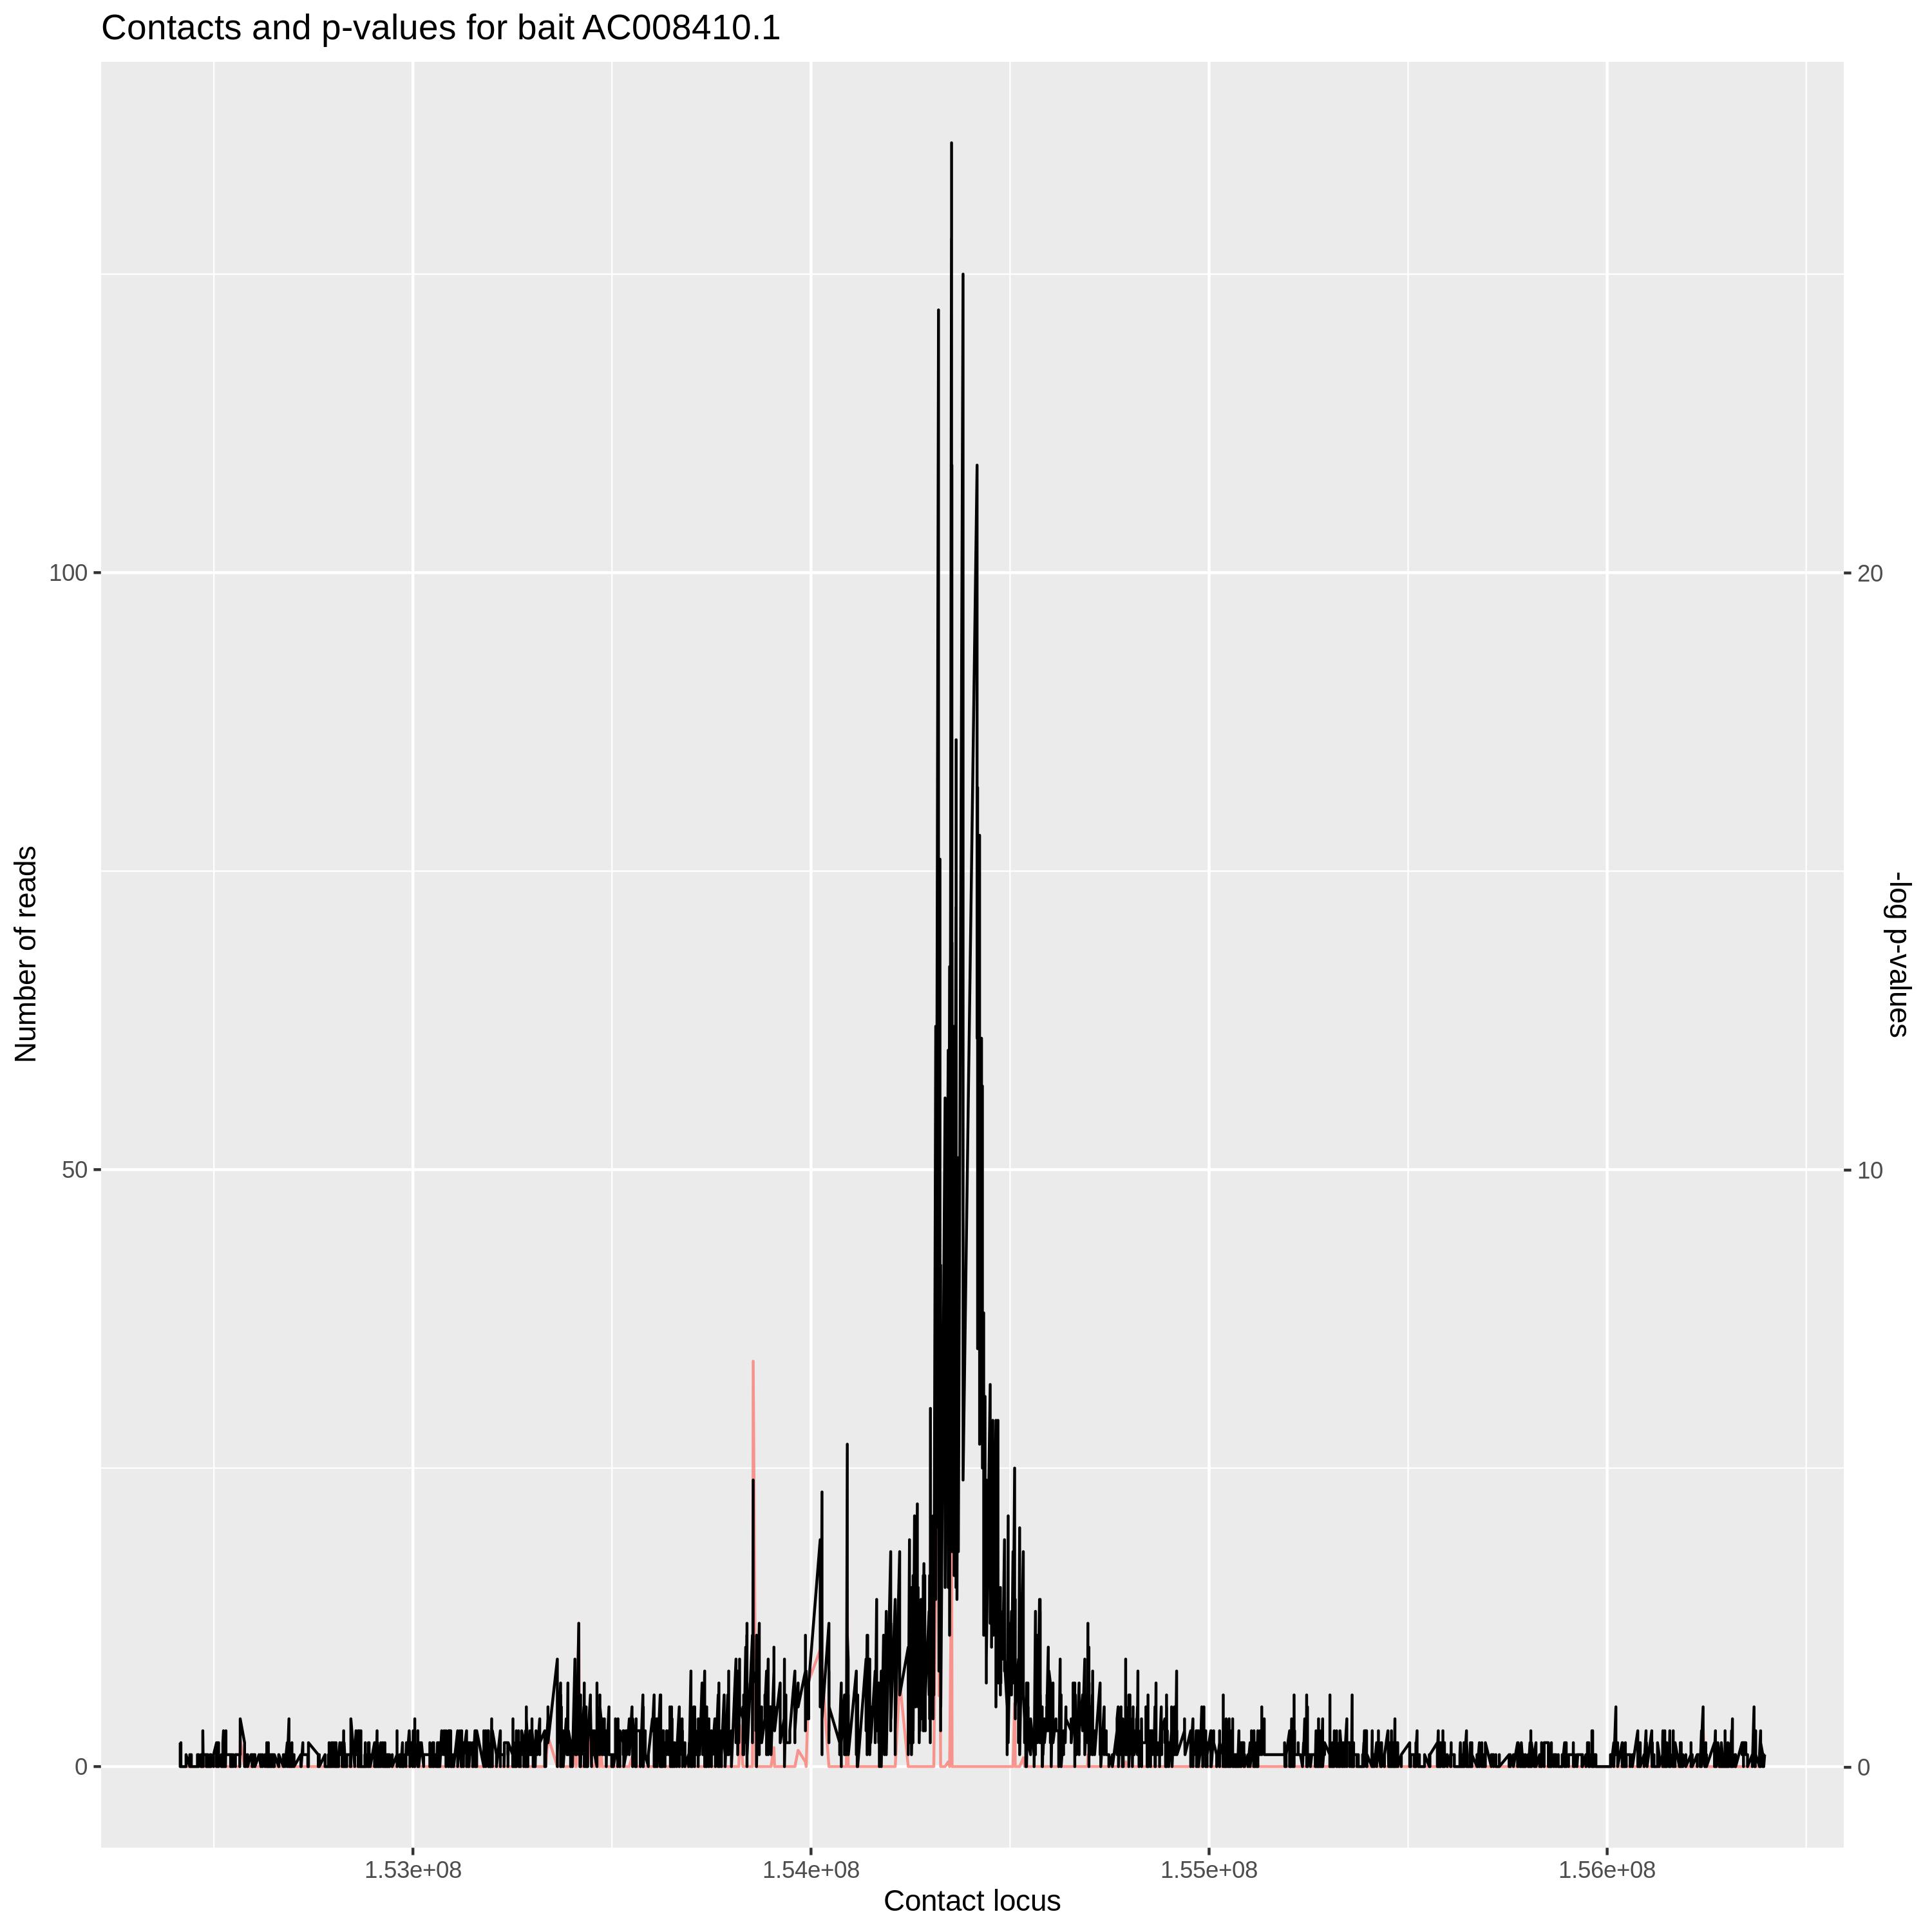 Contacts and p-values for bait AC008410.1
100
50
0
Number of reads
20
10
0
-log p-values
1.53e+08
1.54e+08
1.55e+08
1.56e+08
Contact locus